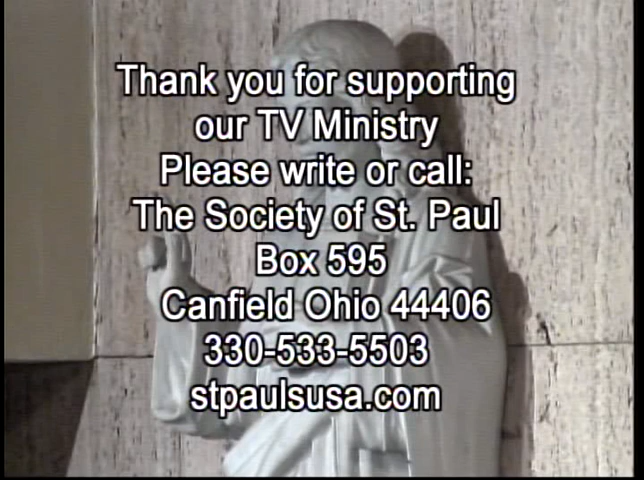 Thank you for supporting
our TV Ministry
Please write or call:
The Society of St. Paul
Box 595
Canfield Ohio 44406
330-533-5503
stpaulsusa.com